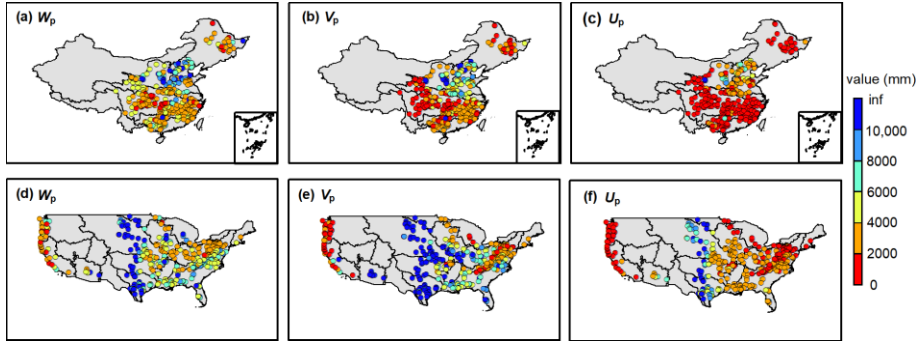 (a) Wp
(b) Vp
(c) Up
value (mm)
inf
10,000
8000
6000
4000
2000
0
(d) Wp
(e) Vp
(f) Up